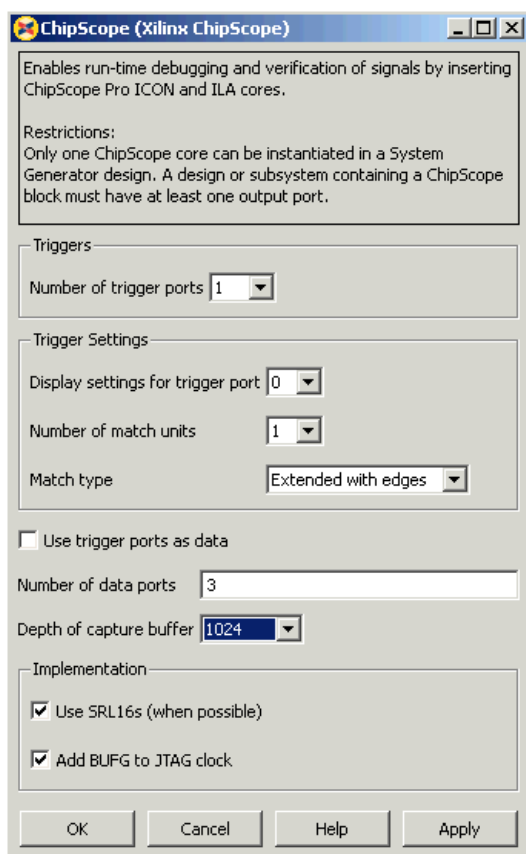 ChipScope (Xilinx ChipScope)
Enables run-time debugging and verification of signals by inserting
ChipScope Pro ICON and ILA cores.
Restrictions:
Only one ChipScope core can be instantiated in a System
Generator design. A design or subsystem containing a ChipScope
block must have at least one output port.
Triggers
Number of trigger ports 1
Trigger Settings
Display settings for trigger port 0
Number of match units 1
Match type Extended with edges
Use trigger ports as data
Number of data ports 3
Depth of capture buffer 1024
Implementation
Use SRL16s (when possible)
Add BUFG to JTAG clock
OK Cancel Help Apply